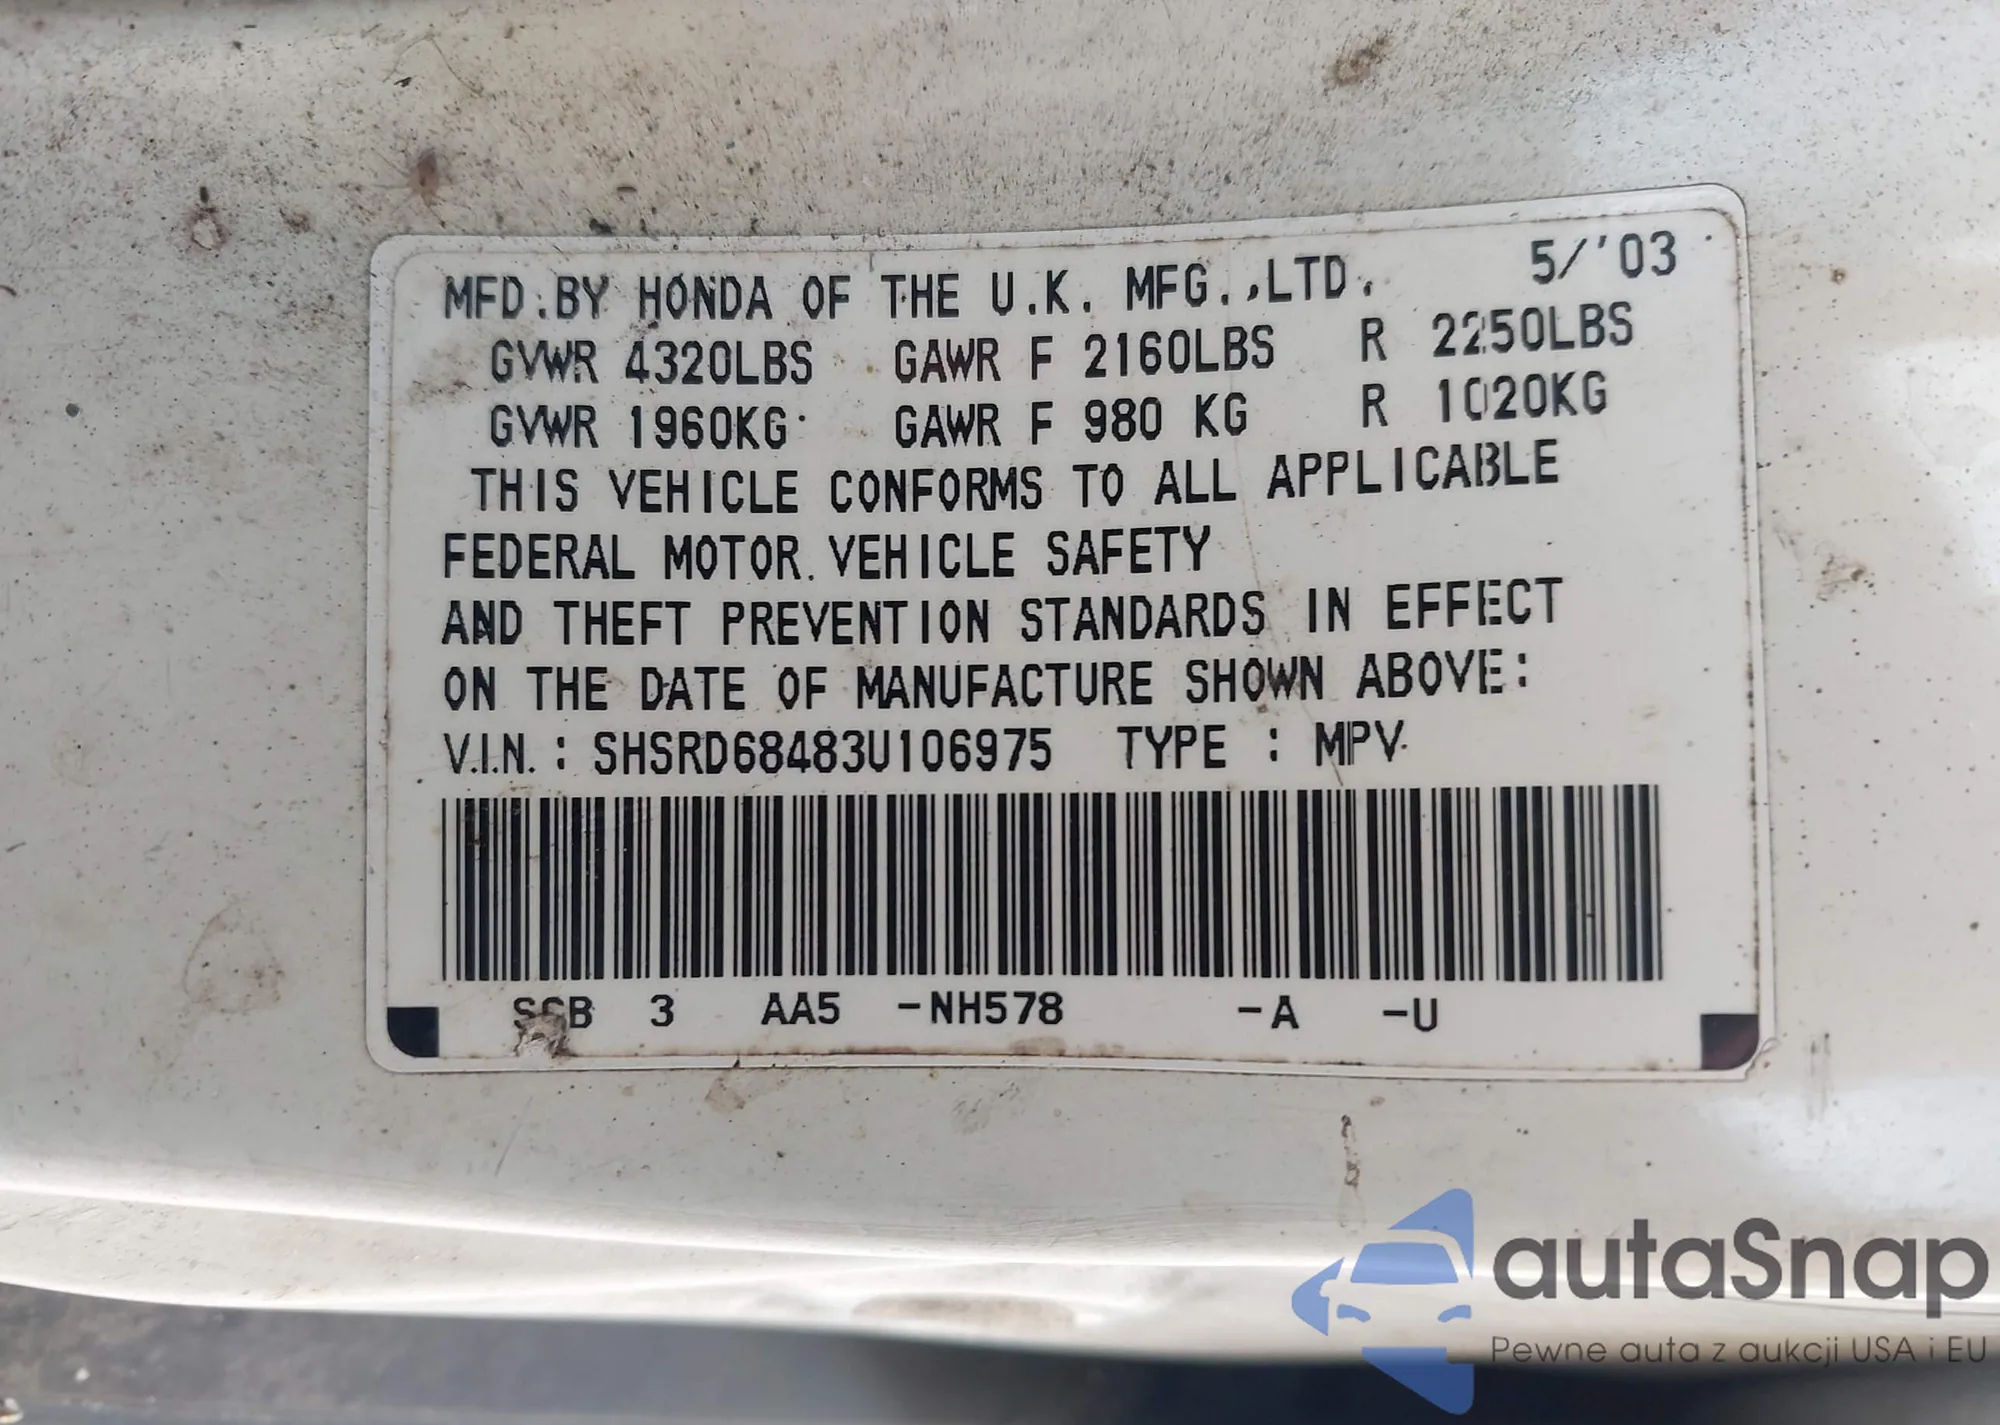 MFD.BY HONDA OF THE U.K. MFG.,LTD. 5/'03
GVWR 4320LBS GAWR F 2160LBS R 2250LBS
GVWR 1960KG GAWR F 980 KG R 1020KG
THIS VEHICLE CONFORMS TO ALL APPLICABLE
FEDERAL MOTOR VEHICLE SAFETY
AND THEFT PREVENTION STANDARDS IN EFFECT
ON THE DATE OF MANUFACTURE SHOWN ABOVE:
V.I.N. : SHSRD68483U106975 TYPE : MPV
3 AA5 -NH578 -A -U
autaSnap
Pewne auta z aukcji USA i EU